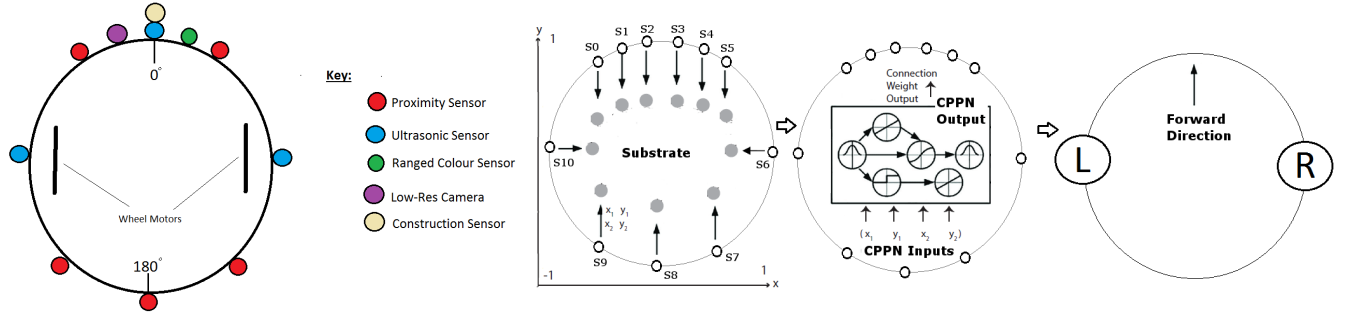 0°
Wheel Motors
180°
Key:
Proximity Sensor
Ultrasonic Sensor
Ranged Colour Sensor
Low-Res Camera
Construction Sensor
y
1
S0
S1
S2
S3
S4
S5
Substrate
S10
S6
x1 y1
x2 y2
S9
S8
S7
-1
1
x
Connection
Weight
Output
CPPN
Output
(x1 y1 x2 y2)
CPPN Inputs
Forward
Direction
L
R